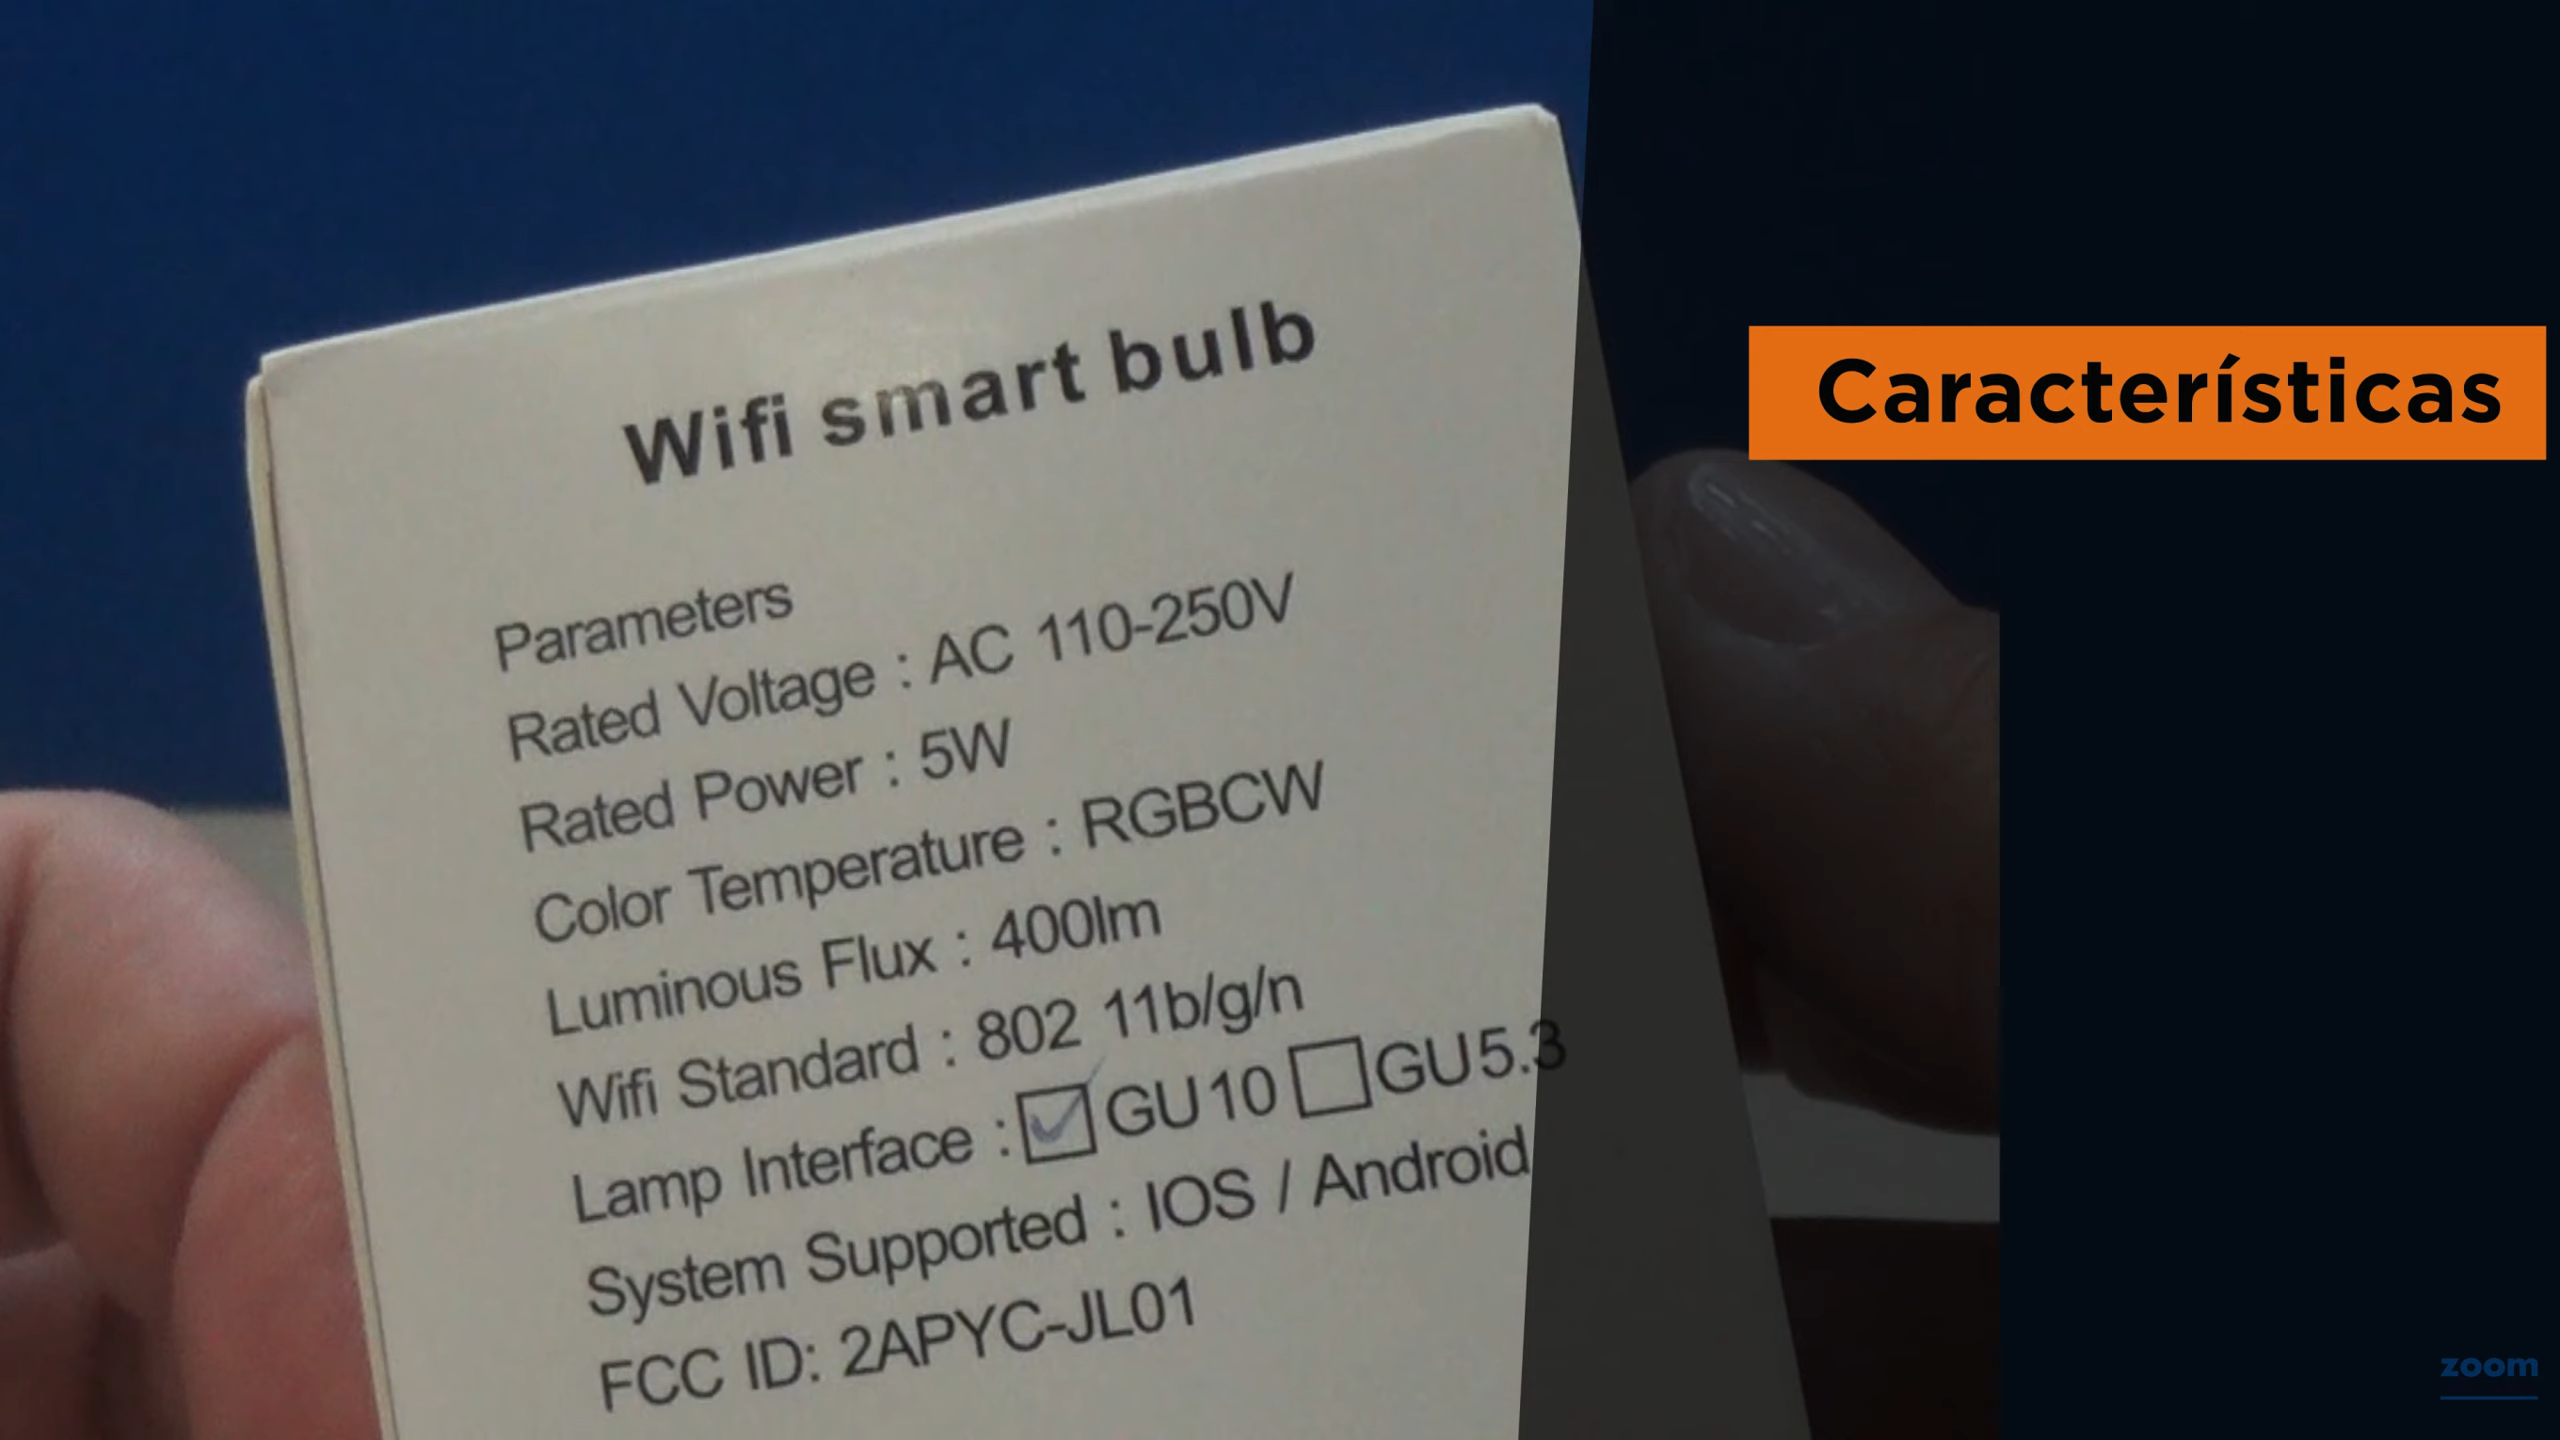 Wifi smart bulb
Parameters
Rated Voltage : AC 110-250V
Rated Power : 5W
Color Temperature : RGBCW
Luminous Flux : 400lm
Wifi Standard : 802 11b/g/n
Lamp Interface : GU10 GU5.3
System Supported : IOS / Android
FCC ID: 2APYC-JL01
Características
zoom